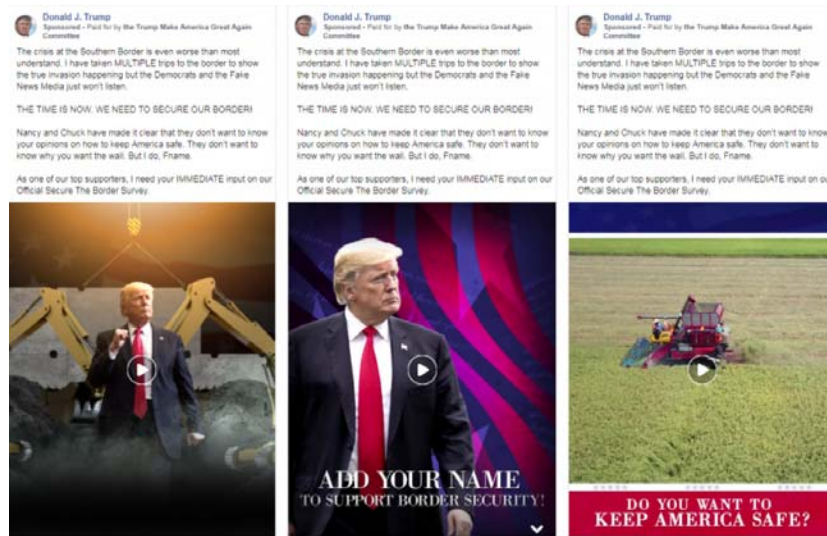 Donald J. Trump
Sponsored • Paid for by the Trump Make America Great Again
Committee
The crisis at the Southern Border is even worse than most
understand. I have taken MULTIPLE trips to the border to show
the true invasion happening but the Democrats and the Fake
News Media just won't listen.
THE TIME IS NOW. WE NEED TO SECURE OUR BORDER!
Nancy and Chuck have made it clear that they don't want to know
your opinions on how to keep America safe. They don't want to
know why you want the wall. But I do, Fname.
As one of our top supporters, I need your IMMEDIATE input on our
Official Secure The Border Survey.
Donald J. Trump
Sponsored • Paid for by the Trump Make America Great Again
Committee
The crisis at the Southern Border is even worse than most
understand. I have taken MULTIPLE trips to the border to show
the true invasion happening but the Democrats and the Fake
News Media just won't listen.
THE TIME IS NOW. WE NEED TO SECURE OUR BORDER!
Nancy and Chuck have made it clear that they don't want to know
your opinions on how to keep America safe. They don't want to
know why you want the wall. But I do, Fname.
As one of our top supporters, I need your IMMEDIATE input on our
Official Secure The Border Survey.
ADD YOUR NAME
TO SUPPORT BORDER SECURITY!
Donald J. Trump
Sponsored • Paid for by the Trump Make America Great Again
Committee
The crisis at the Southern Border is even worse than most
understand. I have taken MULTIPLE trips to the border to show
the true invasion happening but the Democrats and the Fake
News Media just won't listen.
THE TIME IS NOW. WE NEED TO SECURE OUR BORDER!
Nancy and Chuck have made it clear that they don't want to know
your opinions on how to keep America safe. They don't want to
know why you want the wall. But I do, Fname.
As one of our top supporters, I need your IMMEDIATE input on ou
Official Secure The Border Survey.
DO YOU WANT TO
KEEP AMERICA SAFE?